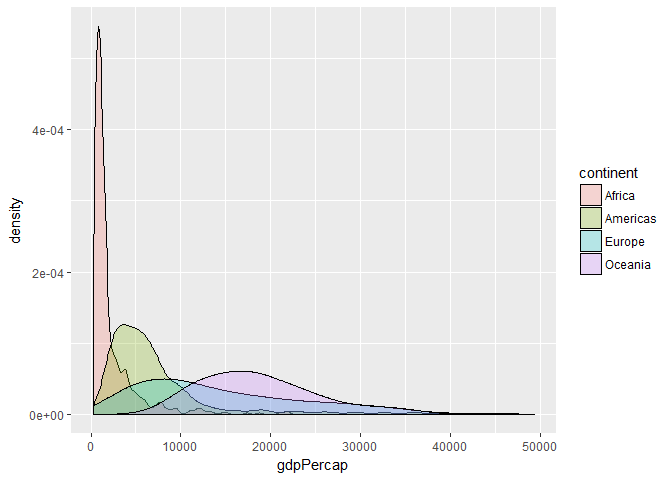 4e-04
2e-04
0e+00
density
0
10000
20000
30000
40000
50000
gdpPercap
continent
Africa
Americas
Europe
Oceania